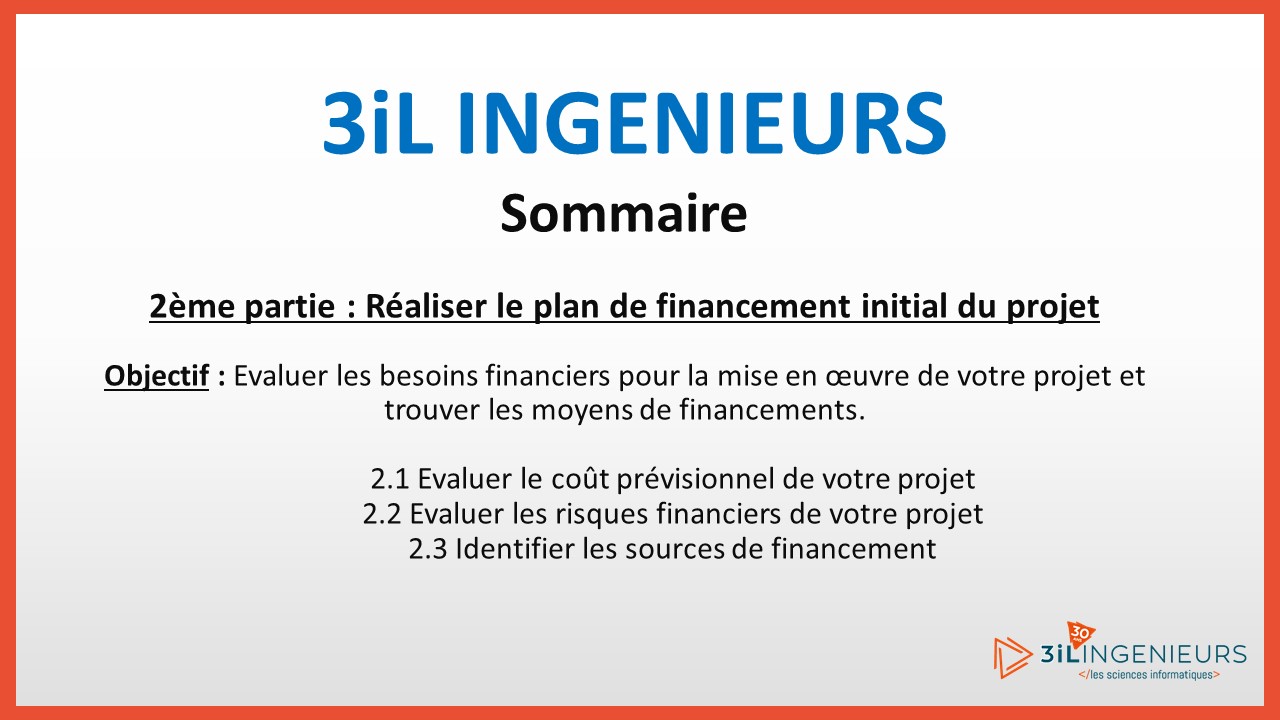 3iL INGENIEURS
Sommaire
2ème partie : Réaliser le plan de financement initial du projet
Objectif : Evaluer les besoins financiers pour la mise en œuvre de votre projet et
trouver les moyens de financements.
2.1 Evaluer le coût prévisionnel de votre projet
2.2 Evaluer les risques financiers de votre projet
2.3 Identifier les sources de financement
30
3iLINGENIEURS
</les sciences informatiques>